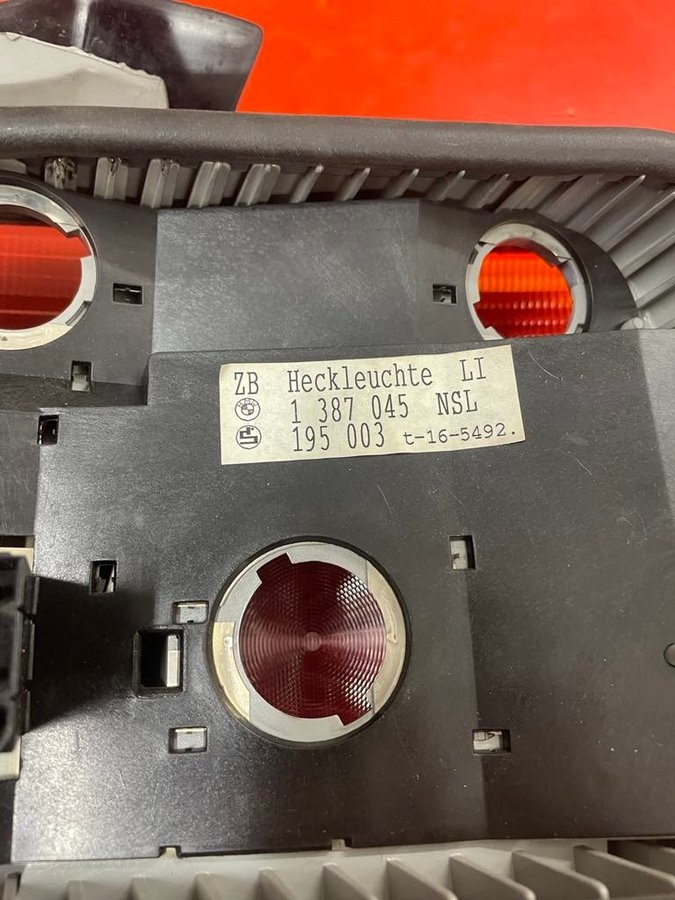 ZB Heckleuchte LI
1 387 045 NSL
195 003 t-16-5492.